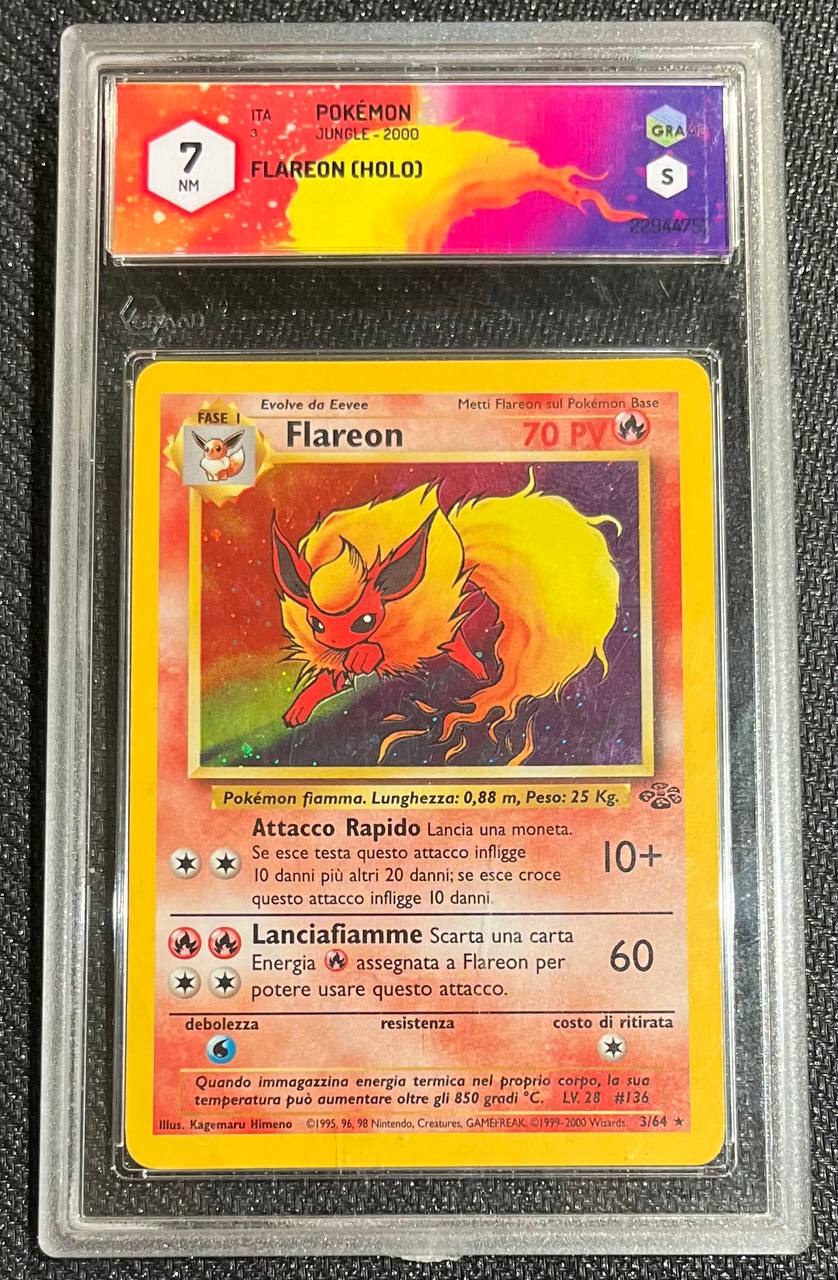 ITA
POKÉMON
3
JUNGLE - 2000
FLAREON (HOLO)
7
NM
GRAAD
S
FASE 1
Evolve da Eevee
Metti Flareon sul Pokémon Base
Flareon
70 PV
Pokémon fiamma. Lunghezza: 0,88 m, Peso: 25 Kg.
Attacco Rapido Lancia una moneta.
Se esce testa questo attacco infligge
10 danni più altri 20 danni; se esce croce
questo attacco infligge 10 danni.
10+
Lanciafiamme Scarta una carta
Energia assegnata a Flareon per
potere usare questo attacco.
60
debolezza
resistenza
costo di ritirata
Quando immagazzina energia termica nel proprio corpo, la sua
temperatura può aumentare oltre gli 850 gradi °C. LV. 28 #136
Illus. Kagemaru Himeno ©1995, 96, 98 Nintendo, Creatures, GAMEFREAK. ©1999-2000 Wizards. 3/64 ★